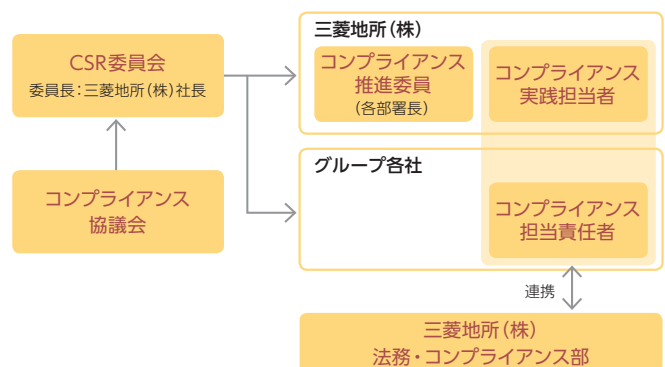 CSR委員会
委員長：三菱地所(株)社長
コンプライアンス
協議会
三菱地所(株)
コンプライアンス
推進委員
(各部署長)
コンプライアンス
実践担当者
グループ各社
コンプライアンス
担当責任者
連携
三菱地所(株)
法務・コンプライアンス部